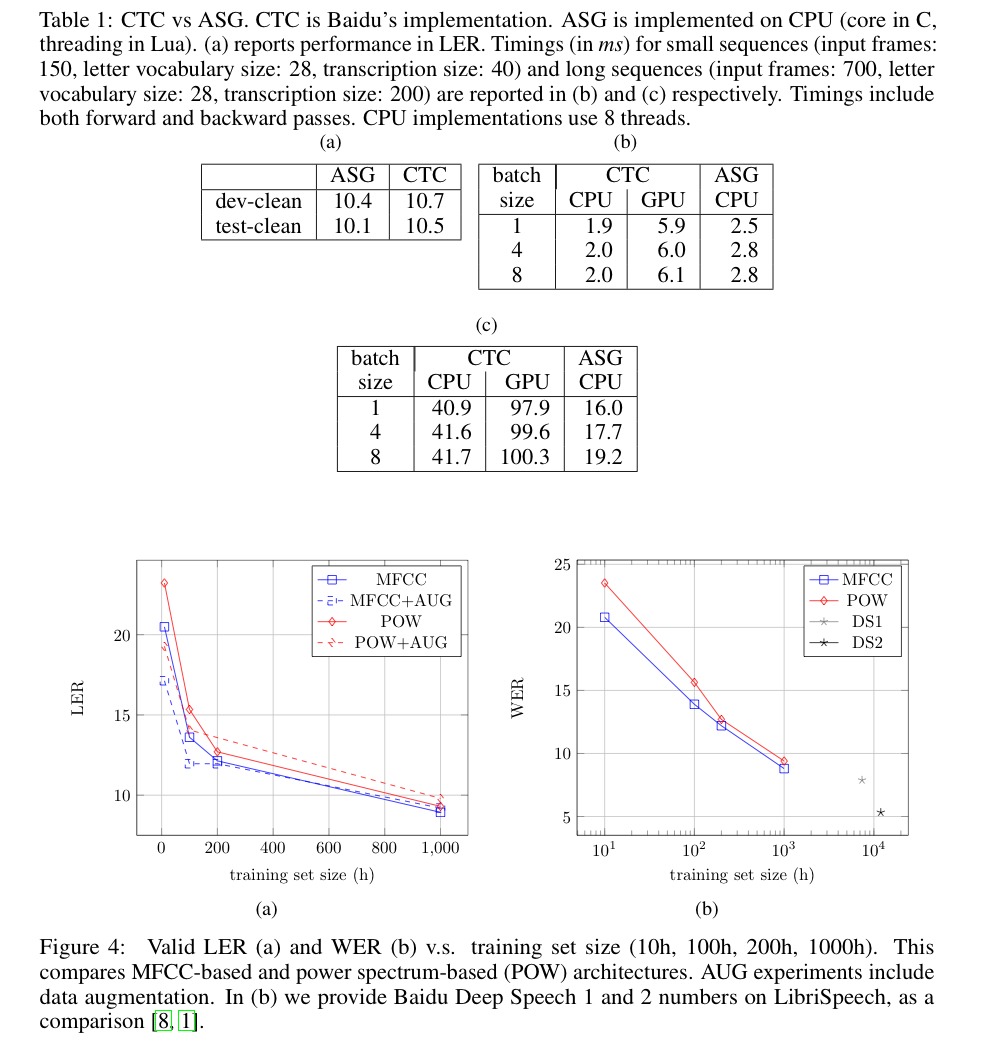 Table 1: CTC vs ASG. CTC is Baidu's implementation. ASG is implemented on CPU (core in C,
threading in Lua). (a) reports performance in LER. Timings (in ms) for small sequences (input frames:
150, letter vocabulary size: 28, transcription size: 40) and long sequences (input frames: 700, letter
vocabulary size: 28, transcription size: 200) are reported in (b) and (c) respectively. Timings include
both forward and backward passes. CPU implementations use 8 threads.
(a)
ASG CTC
dev-clean 10.4 10.7
test-clean 10.1 10.5
(b)
batch CTC ASG
size CPU GPU CPU
1 1.9 5.9 2.5
4 2.0 6.0 2.8
8 2.0 6.1 2.8
(c)
batch CTC ASG
size CPU GPU CPU
1 40.9 97.9 16.0
4 41.6 99.6 17.7
8 41.7 100.3 19.2
MFCC
MFCC+AUG
POW
POW+AUG
20
15
10
LER
0 200 400 600 800 1,000
training set size (h)
(a)
MFCC
POW
DS1
DS2
25
20
15
10
5
WER
10^1 10^2 10^3 10^4
training set size (h)
(b)
Figure 4: Valid LER (a) and WER (b) v.s. training set size (10h, 100h, 200h, 1000h). This
compares MFCC-based and power spectrum-based (POW) architectures. AUG experiments include
data augmentation. In (b) we provide Baidu Deep Speech 1 and 2 numbers on LibriSpeech, as a
comparison [8, 1].